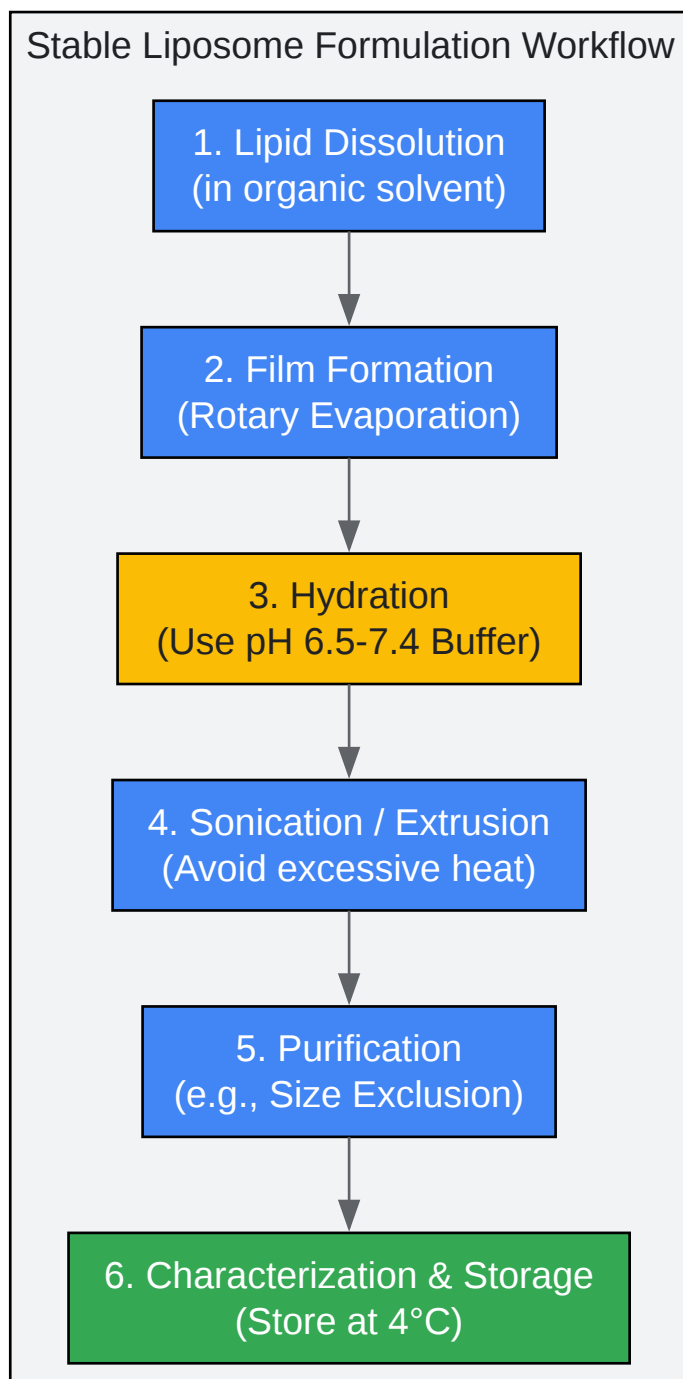 Stable Liposome Formulation Workflow
1. Lipid Dissolution
(in organic solvent)
2. Film Formation
(Rotary Evaporation)
3. Hydration
(Use pH 6.5-7.4 Buffer)
4. Sonication / Extrusion
(Avoid excessive heat)
5. Purification
(e.g., Size Exclusion)
6. Characterization & Storage
(Store at 4°C)